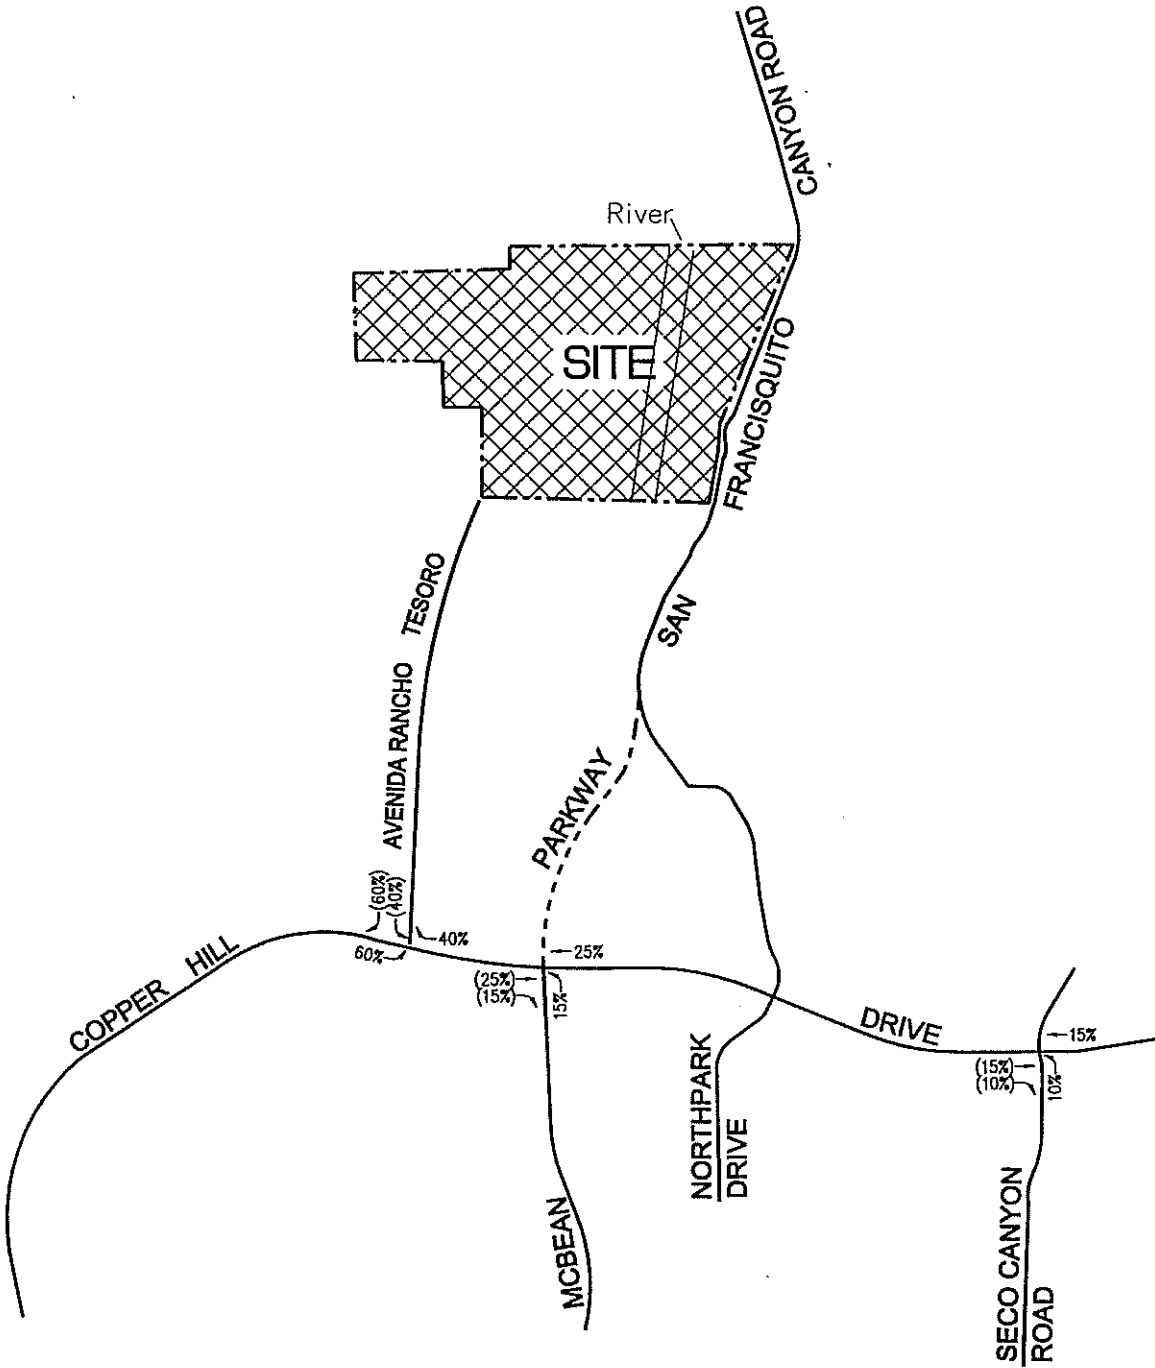 CANYON ROAD
River
SITE
FRANCISQUITO
SAN
AVENIDA RANCHO TESORO
PARKWAY
(60%)
(40%)
40%
60%
COPPER HILL
25%
(25%)
(15%)
15%
DRIVE
15%
(15%)
(10%)
10%
NORTHPARK
DRIVE
MCBEAN
SECO CANYON
ROAD